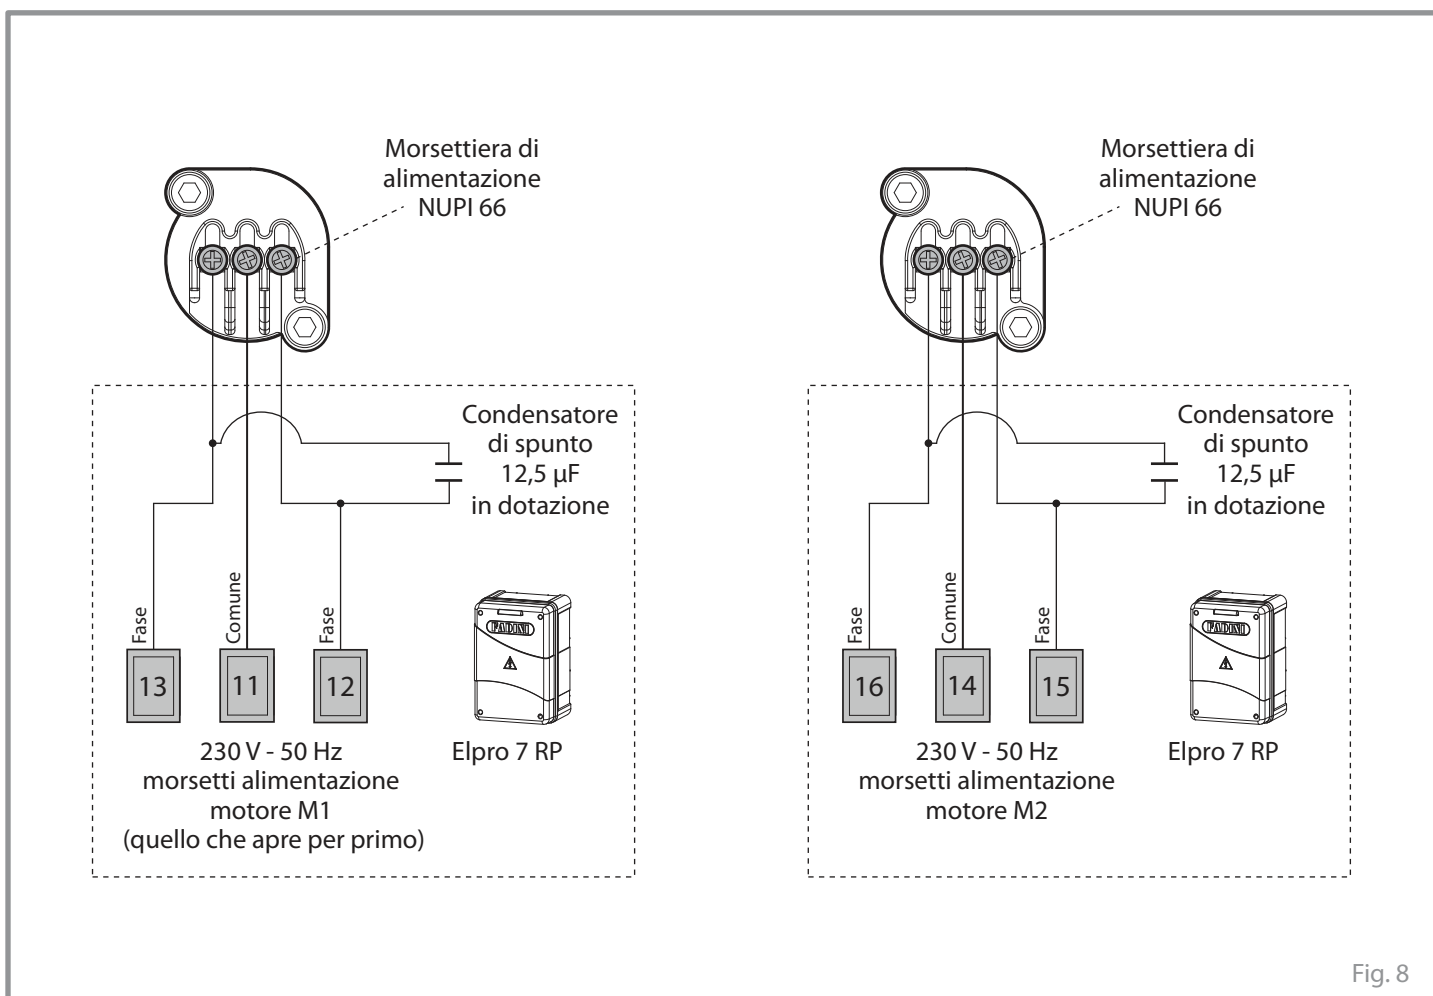 Morsettiera di
alimentazione
NUPI 66
Condensatore
di spunto
12,5 µF
in dotazione
Fase
Comune
Fase
13
11
12
FADINI
230 V - 50 Hz
morsetti alimentazione
motore M1
(quello che apre per primo)
Elpro 7 RP
Morsettiera di
alimentazione
NUPI 66
Condensatore
di spunto
12,5 µF
in dotazione
Fase
Comune
Fase
16
14
15
FADINI
230 V - 50 Hz
morsetti alimentazione
motore M2
Elpro 7 RP
Fig. 8